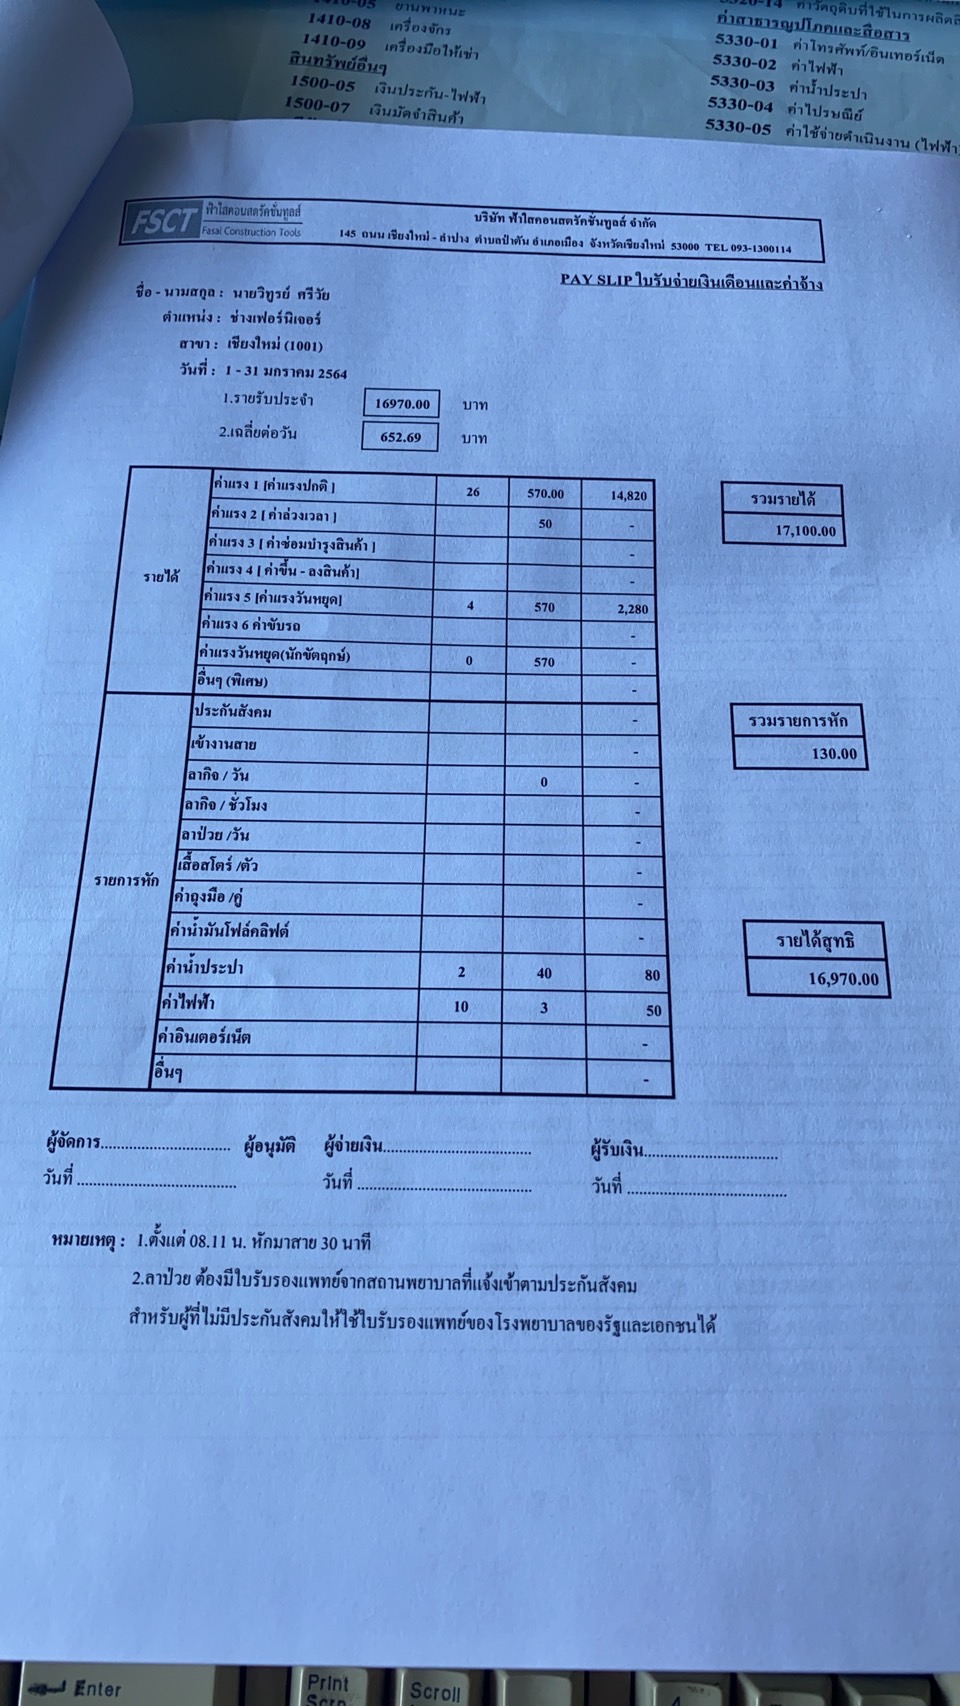 1410-05 ยานพาหนะ
1410-08 เครื่องจักร
1410-09 เครื่องมือให้เช่า
สินทรัพย์อื่นๆ
1500-05 เงินประกัน-ไฟฟ้า
1500-07 เงินมัดจำสินค้า
5320-14 ค่าวัตถุดิบที่ใช้ในการผลิต
ค่าสาธารณูปโภคและสื่อสาร
5330-01 ค่าโทรศัพท์/อินเทอร์เน็ต
5330-02 ค่าไฟฟ้า
5330-03 ค่าน้ำประปา
5330-04 ค่าไปรษณีย์
5330-05 ค่าใช้จ่ายดำเนินงาน (ไฟฟ้า
FSCT ฟ้าใสคอนสตรัคชั่นทูลส์
Fasai Construction Tools
บริษัท ฟ้าใสคอนสตรัคชั่นทูลส์ จำกัด
145 ถนน เชียงใหม่ - ลำปาง ตำบลป่าตัน อำเภอเมือง จังหวัดเชียงใหม่ 53000 TEL 093-1300114
PAY SLIP ใบรับจ่ายเงินเดือนและค่าจ้าง
ชื่อ - นามสกุล : นายวิทูรย์ ศรีวัย
ตำแหน่ง : ช่างเฟอร์นิเจอร์
สาขา : เชียงใหม่ (1001)
วันที่ : 1 - 31 มกราคม 2564
1.รายรับประจำ 16970.00 บาท
2.เฉลี่ยต่อวัน 652.69 บาท
รายได้
ค่าแรง 1 [ค่าแรงปกติ ] 26 570.00 14,820
ค่าแรง 2 [ ค่าล่วงเวลา ] 50 -
ค่าแรง 3 [ ค่าซ่อมบำรุงสินค้า ] -
ค่าแรง 4 [ ค่าขึ้น - ลงสินค้า] -
ค่าแรง 5 [ค่าแรงวันหยุด] 4 570 2,280
ค่าแรง 6 ค่าขับรถ -
ค่าแรงวันหยุด(นักขัตฤกษ์) 0 570 -
อื่นๆ (พิเศษ) -
รวมรายได้
17,100.00
รายการหัก
ประกันสังคม -
เข้างานสาย -
ลากิจ / วัน 0 -
ลากิจ / ชั่วโมง -
ลาป่วย /วัน -
เสื้อสโตร์ /ตัว -
ค่าถุงมือ /คู่ -
ค่าน้ำมันโฟล์คลิฟต์ -
ค่าน้ำประปา 2 40 80
ค่าไฟฟ้า 10 3 50
ค่าอินเตอร์เน็ต -
อื่นๆ -
รวมรายการหัก
130.00
รายได้สุทธิ
16,970.00
ผู้จัดการ.............................. ผู้อนุมัติ ผู้จ่ายเงิน.................................. ผู้รับเงิน..............................
วันที่ .................................... วันที่ ....................................... วันที่ ....................................
หมายเหตุ : 1.ตั้งแต่ 08.11 น. หักมาสาย 30 นาที
2.ลาป่วย ต้องมีใบรับรองแพทย์จากสถานพยาบาลที่แจ้งเข้าตามประกันสังคม
สำหรับผู้ที่ไม่มีประกันสังคมให้ใช้ใบรับรองแพทย์ของโรงพยาบาลของรัฐและเอกชนได้
Enter
Print
Scrn
Scroll